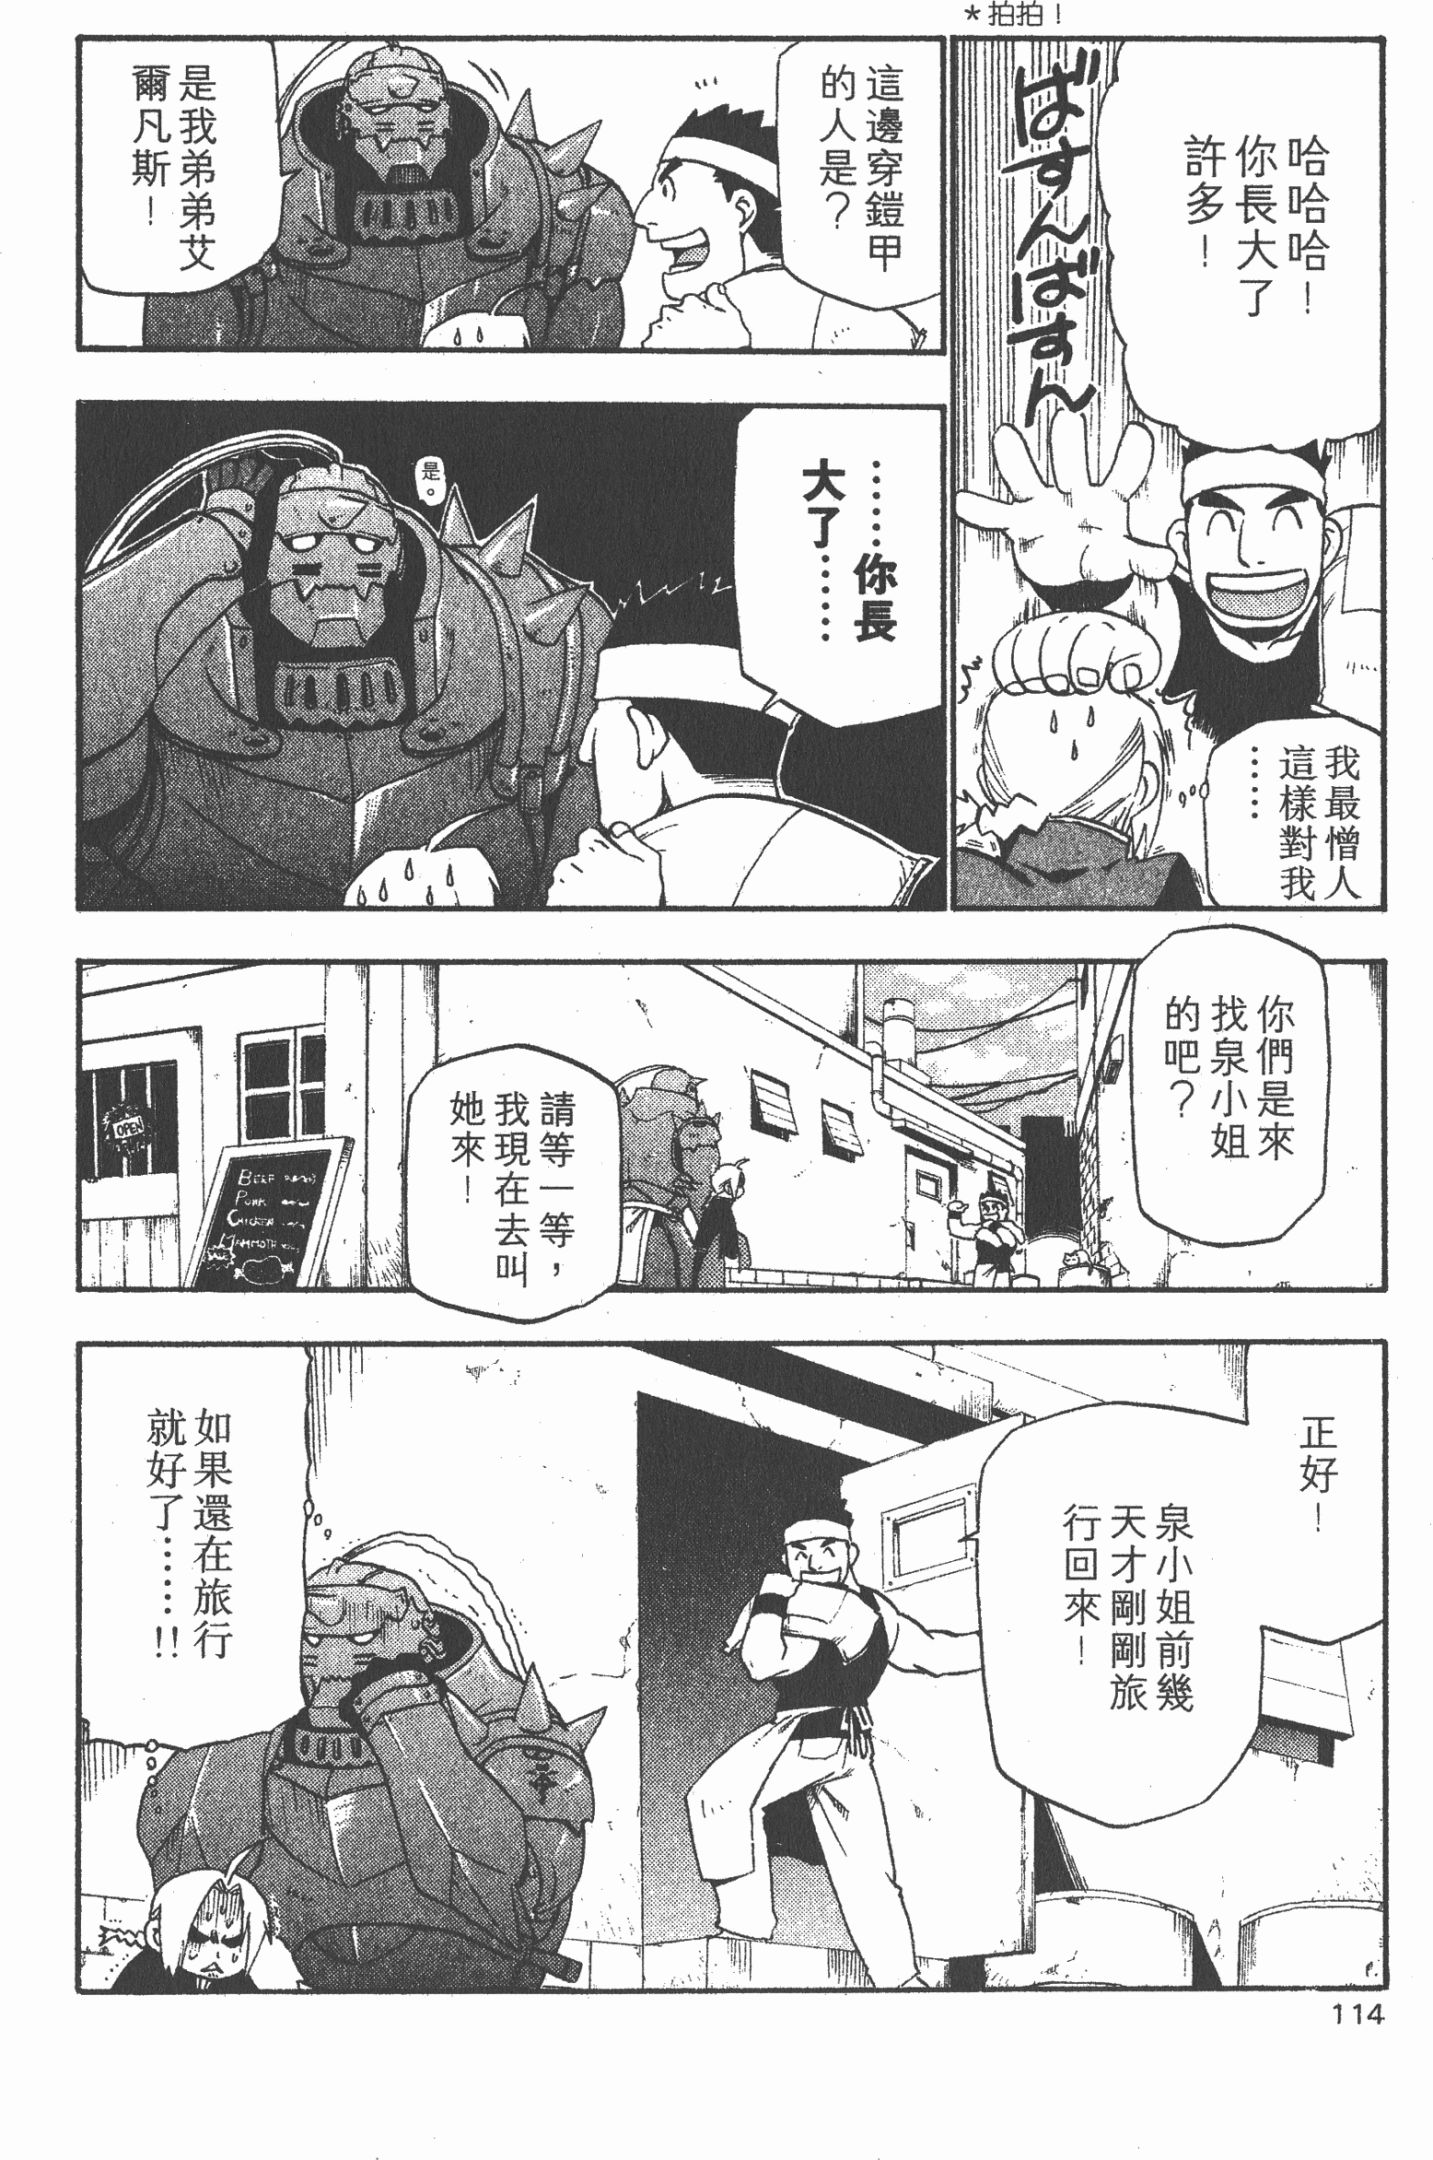 ＊拍拍！
哈哈哈！
你長大了
許多！
ばすんばすん
我最憎人
這樣對我
……
這邊穿鎧甲
的人是？
是我弟弟艾
爾凡斯！
……你長
大了……
是。
你們是來
找泉小姐
的吧？
請等一等，
我現在去叫
她來！
OPEN
BEEF
PORK
CHICKEN
MAMMOTH
正好！
泉小姐前幾
天才剛剛旅
行回來！
如果還在旅行
就好了……!!
114